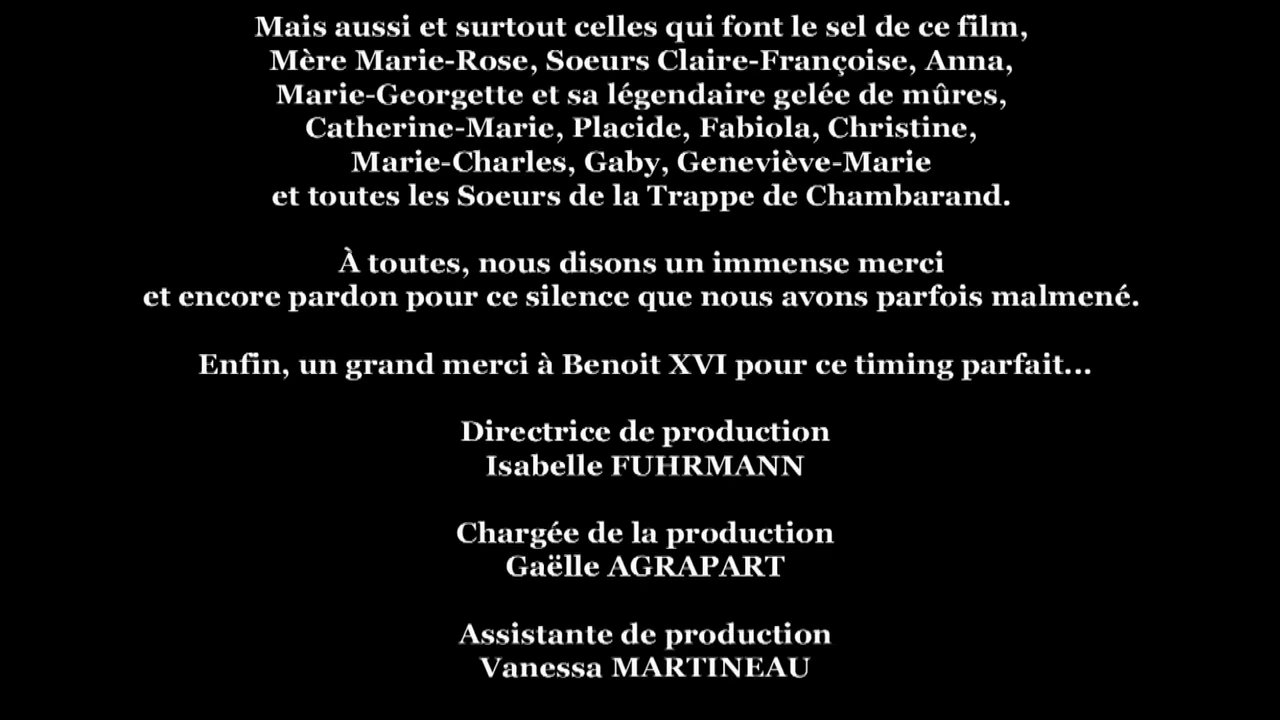 Mais aussi et surtout celles qui font le sel de ce film,
Mère Marie-Rose, Soeurs Claire-Françoise, Anna,
Marie-Georgette et sa légendaire gelée de mûres,
Catherine-Marie, Placide, Fabiola, Christine,
Marie-Charles, Gaby, Geneviève-Marie
et toutes les Soeurs de la Trappe de Chambarand.
À toutes, nous disons un immense merci
et encore pardon pour ce silence que nous avons parfois malmené.
Enfin, un grand merci à Benoit XVI pour ce timing parfait...
Directrice de production
Isabelle FUHRMANN
Chargée de la production
Gaëlle AGRAPART
Assistante de production
Vanessa MARTINEAU